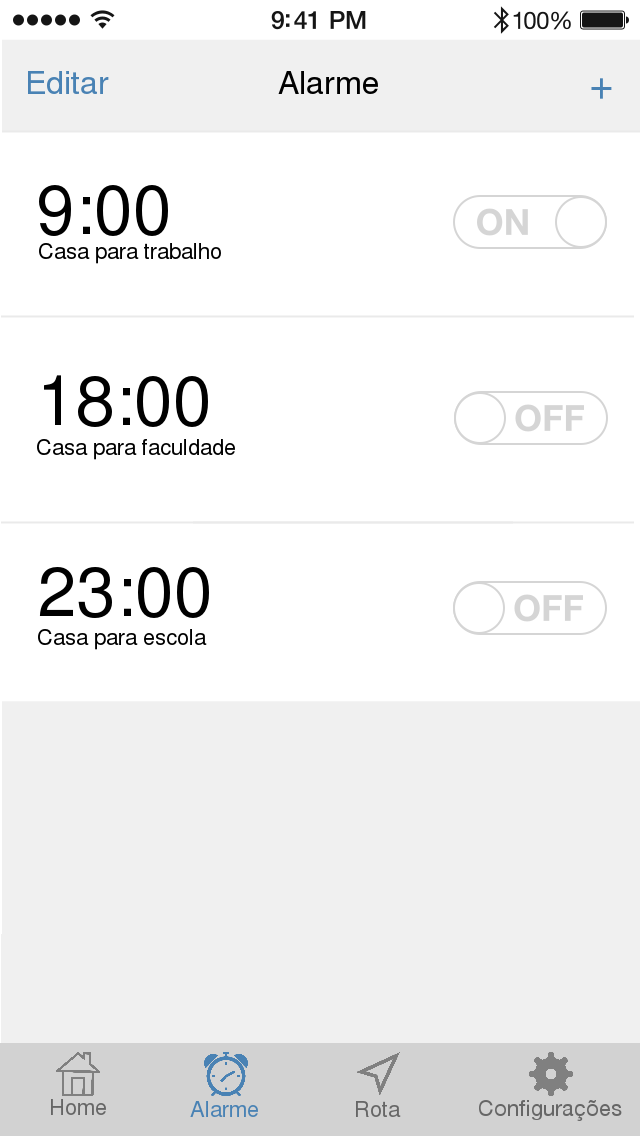 9:41 PM 100%
Editar Alarme +
9:00 ON
Casa para trabalho
18:00 OFF
Casa para faculdade
23:00 OFF
Casa para escola
Home Alarme Rota Configurações